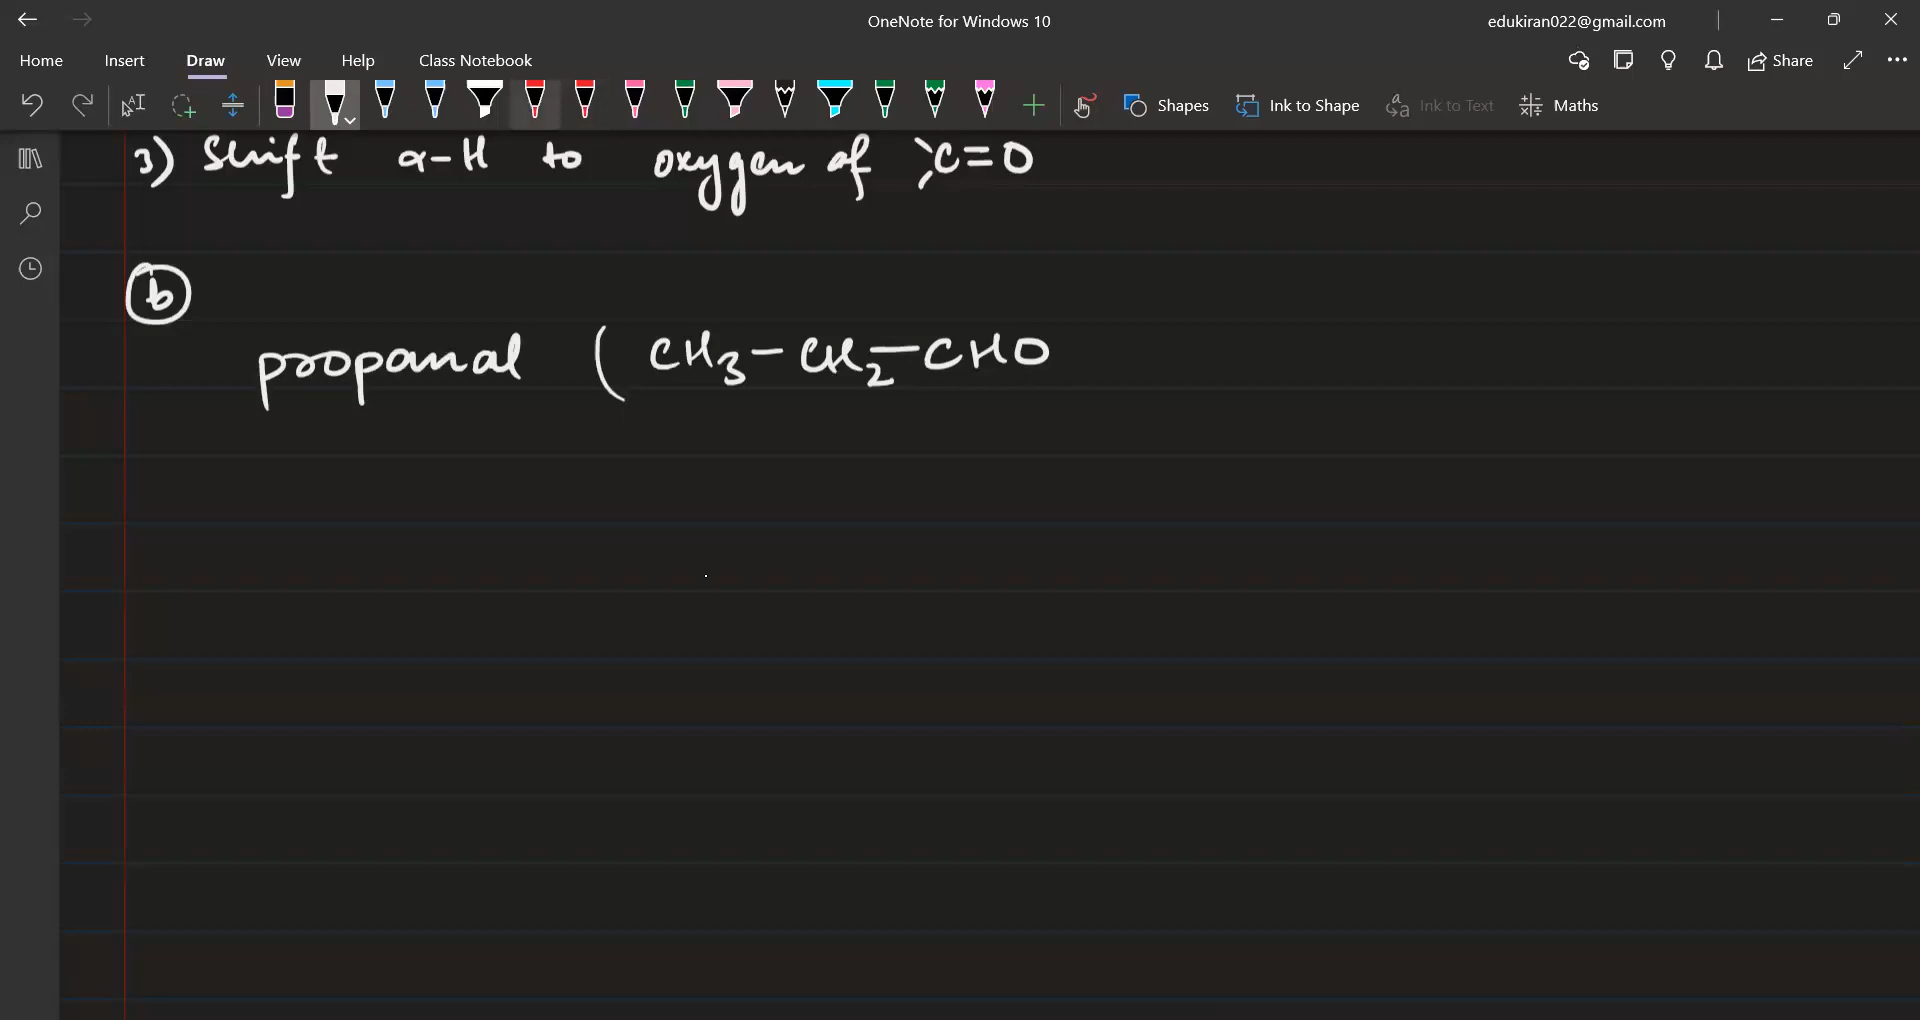 OneNote for Windows 10
edukiran022@gmail.com
Home Insert Draw View Help Class Notebook
Share
Shapes Ink to Shape Ink to Text Maths
3) Shift α-H to oxygen of >C=O
b
propanal ( CH3-CH2-CHO